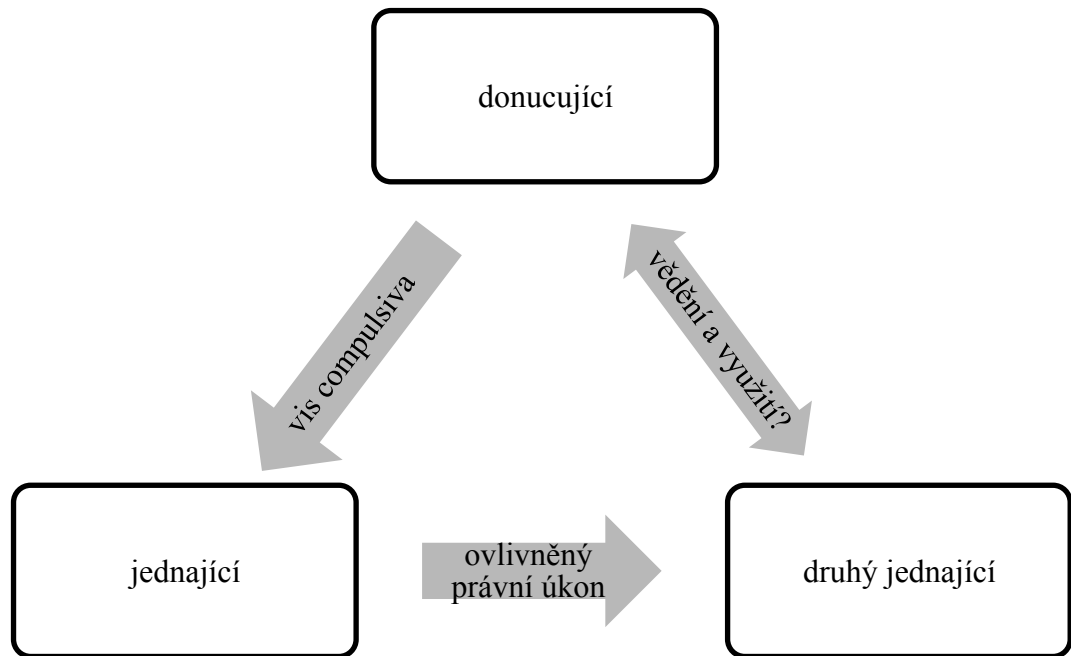 donucující
vis compulsiva
vědění a využití?
jednající
ovlivněný
právní úkon
druhý jednající